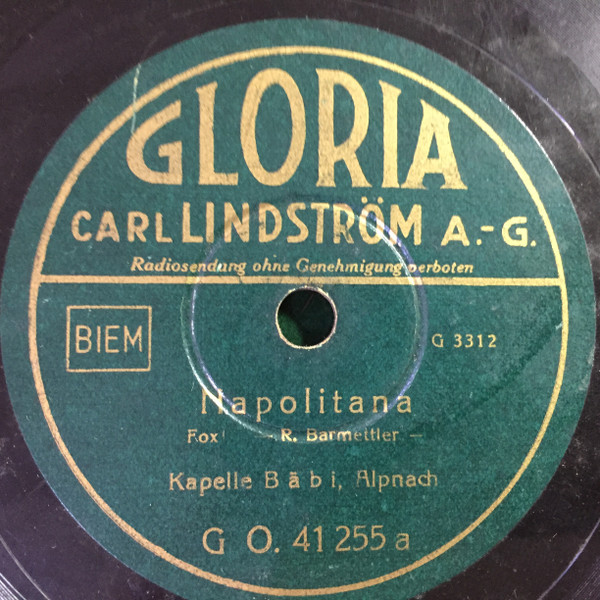 GLORIA
CARL LINDSTRÖM A.-G.
Radiosendung ohne Genehmigung verboten
BIEM
G 3312
Napolitana
Fox — R. Barmettler —
Kapelle Bäbi, Alpnach
G O. 41 255 a